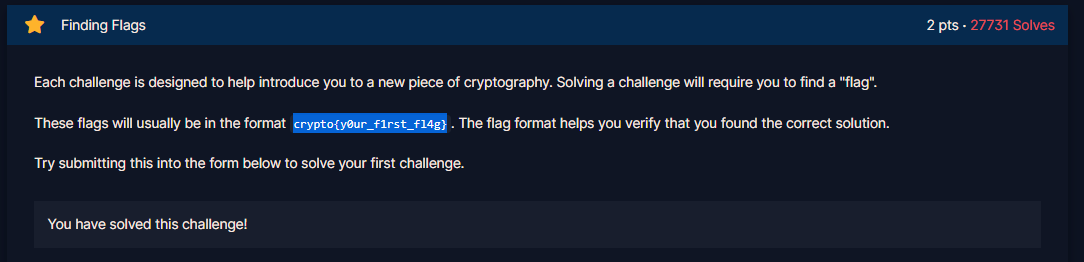 Finding Flags
2 pts · 27731 Solves
Each challenge is designed to help introduce you to a new piece of cryptography. Solving a challenge will require you to find a "flag".
These flags will usually be in the format crypto{y0ur_f1rst_fl4g} . The flag format helps you verify that you found the correct solution.
Try submitting this into the form below to solve your first challenge.
You have solved this challenge!